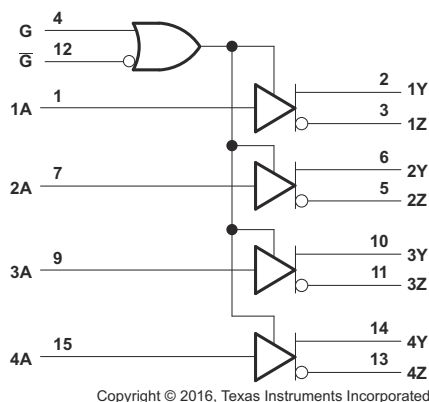 G 4
G̅ 12
1A 1 2 1Y
3 1Z
2A 7 6 2Y
5 2Z
3A 9 10 3Y
11 3Z
4A 15 14 4Y
13 4Z
Copyright © 2016, Texas Instruments Incorporated